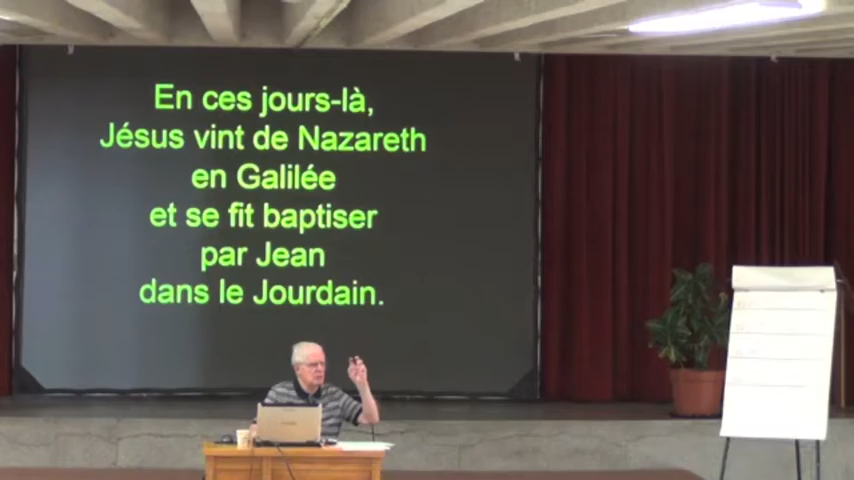 En ces jours-là,
Jésus vint de Nazareth
en Galilée
et se fit baptiser
par Jean
dans le Jourdain.